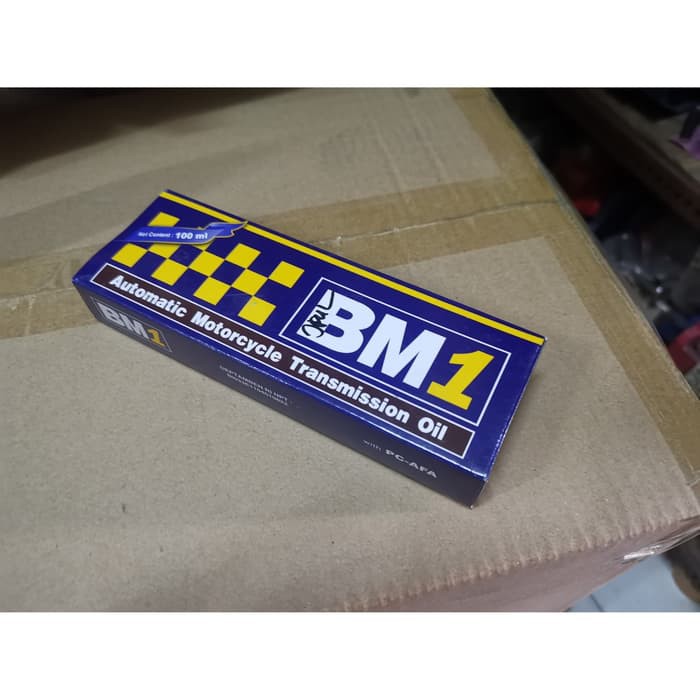 Net Content : 100 ml
BM1
Automatic Motorcycle Transmission Oil
BM1
WITH PC-AFA